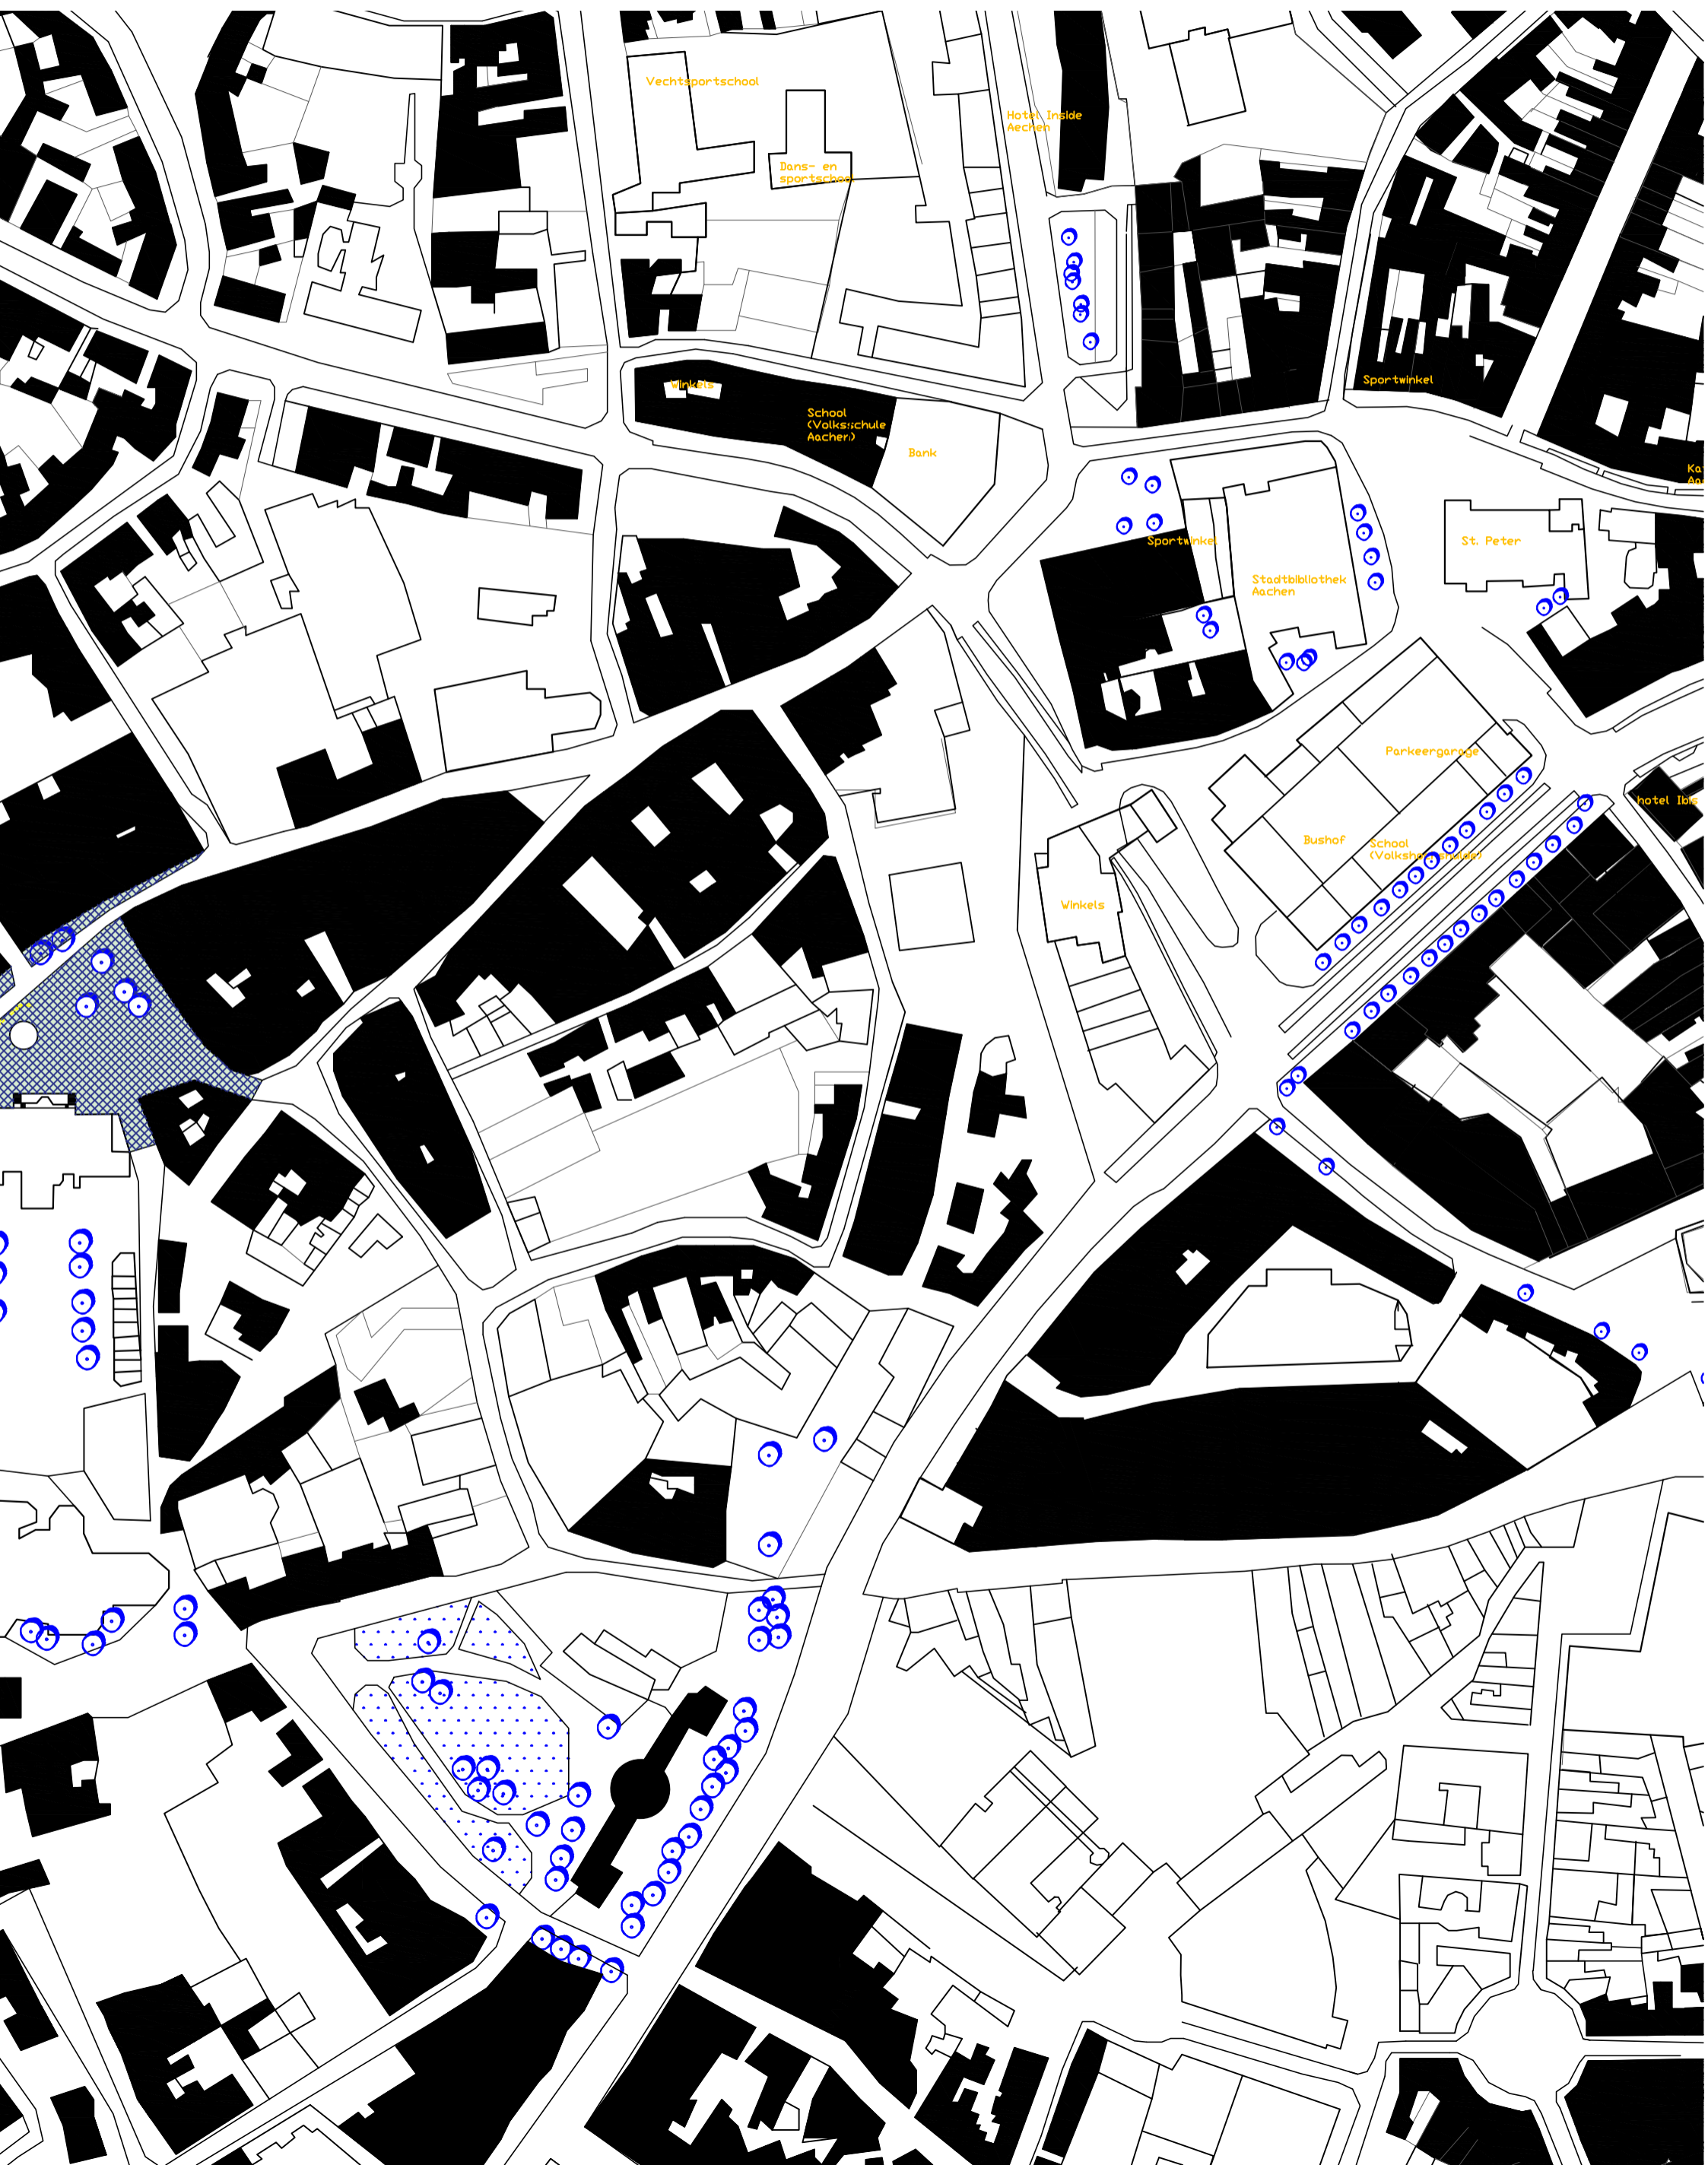 Vechtsportschool
Hotel Inside
Aechen
Dans- en
sportschool
Winkels
Sportwinkel
School
(Volksschule
Aachen)
Bank
Sportwinkel
St. Peter
Stadtbibliothek
Aachen
Parkeergarage
hotel Ibis
Bushof
School
Winkels